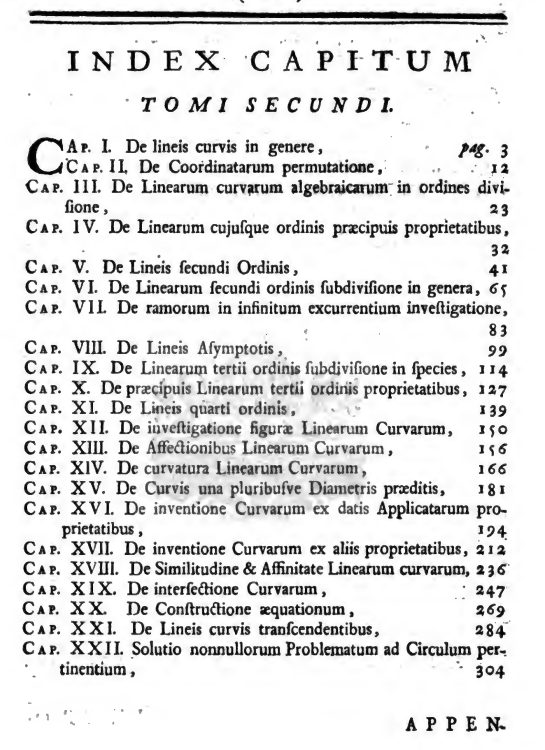 INDEX CAPITUM
TOMI SECUNDI.
CAP. I. De lineis curvis in genere, pag. 3
CAP. II. De Coordinatarum permutatione, 12
CAP. III. De Linearum curvarum algebraicarum in ordines divi-
ſione, 23
CAP. IV. De Linearum cujuſque ordinis præcipuis proprietatibus,
32
CAP. V. De Lineis ſecundi Ordinis, 41
CAP. VI. De Linearum ſecundi ordinis ſubdiviſione in genera, 65
CAP. VII. De ramorum in infinitum excurrentium inveſtigatione,
83
CAP. VIII. De Lineis Aſymptotis, 99
CAP. IX. De Linearum tertii ordinis ſubdiviſione in ſpecies, 114
CAP. X. De præcipuis Linearum tertii ordinis proprietatibus, 127
CAP. XI. De Lineis quarti ordinis, 139
CAP. XII. De inveſtigatione figuræ Linearum Curvarum, 150
CAP. XIII. De Affectionibus Linearum Curvarum, 156
CAP. XIV. De curvatura Linearum Curvarum, 166
CAP. XV. De Curvis una pluribuſve Diametris præditis, 181
CAP. XVI. De inventione Curvarum ex datis Applicatarum pro-
prietatibus, 194
CAP. XVII. De inventione Curvarum ex aliis proprietatibus, 212
CAP. XVIII. De Similitudine & Affinitate Linearum curvarum, 236
CAP. XIX. De interſectione Curvarum, 247
CAP. XX. De Conſtructione æquationum, 269
CAP. XXI. De Lineis curvis tranſcendentibus, 284
CAP. XXII. Solutio nonnullorum Problematum ad Circulum per-
tinentium, 304
APPEN-